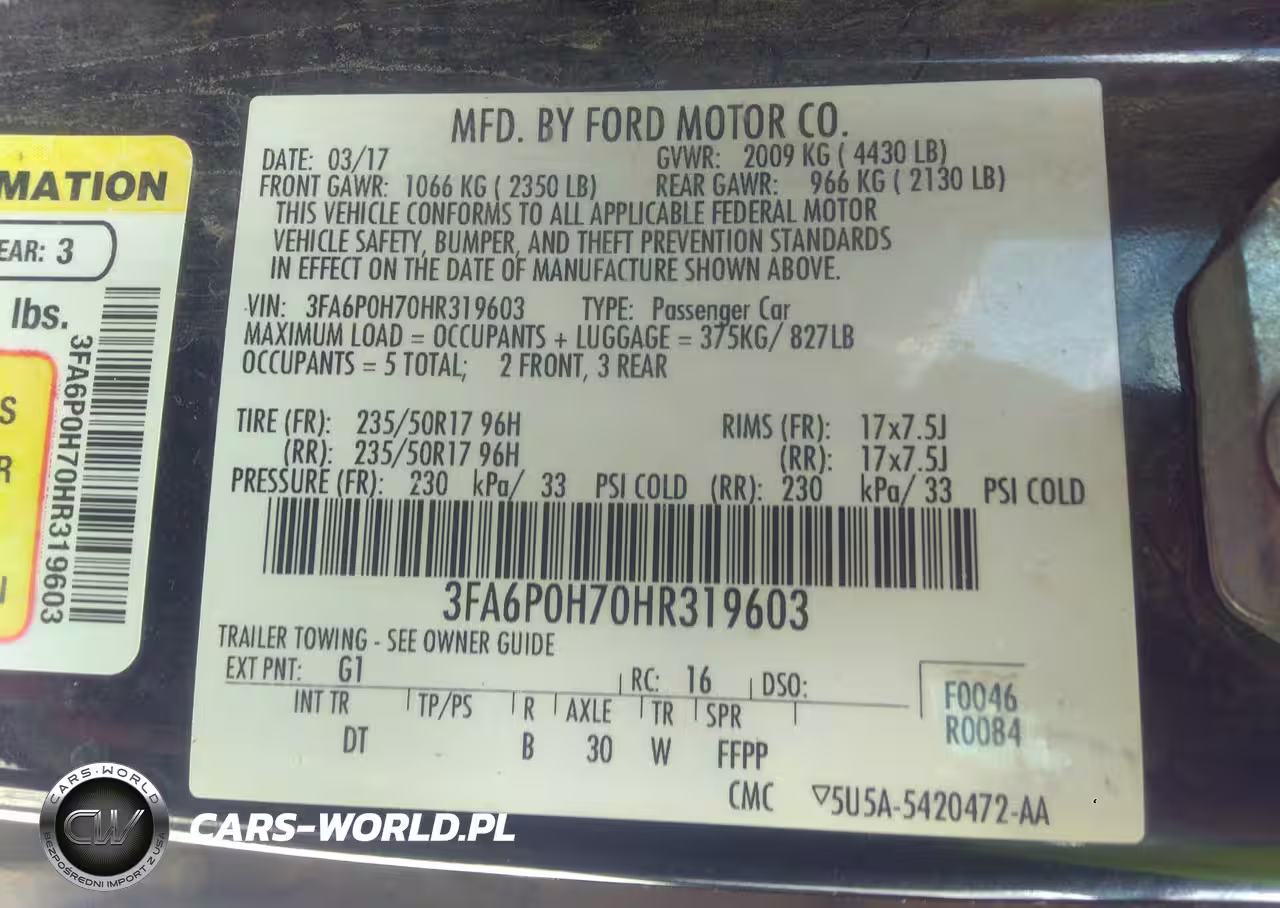 MATION
EAR: 3
lbs.
S
R
3FA6P0H70HR319603
MFD. BY FORD MOTOR CO.
DATE: 03/17 GVWR: 2009 KG ( 4430 LB)
FRONT GAWR: 1066 KG ( 2350 LB) REAR GAWR: 966 KG ( 2130 LB)
THIS VEHICLE CONFORMS TO ALL APPLICABLE FEDERAL MOTOR
VEHICLE SAFETY, BUMPER, AND THEFT PREVENTION STANDARDS
IN EFFECT ON THE DATE OF MANUFACTURE SHOWN ABOVE.
VIN: 3FA6P0H70HR319603 TYPE: Passenger Car
MAXIMUM LOAD = OCCUPANTS + LUGGAGE = 375KG/ 827LB
OCCUPANTS = 5 TOTAL; 2 FRONT, 3 REAR
TIRE (FR): 235/50R17 96H RIMS (FR): 17x7.5J
(RR): 235/50R17 96H (RR): 17x7.5J
PRESSURE (FR): 230 kPa/ 33 PSI COLD (RR): 230 kPa/ 33 PSI COLD
3FA6P0H70HR319603
TRAILER TOWING - SEE OWNER GUIDE
EXT PNT: G1 RC: 16 DSO:
INT TR TP/PS R AXLE TR SPR
DT B 30 W FFPP
F0046
R0084
CMC ▽5U5A-5420472-AA
CARS-WORLD
CW
BEZPOŚREDNI IMPORT Z USA
CARS-WORLD.PL